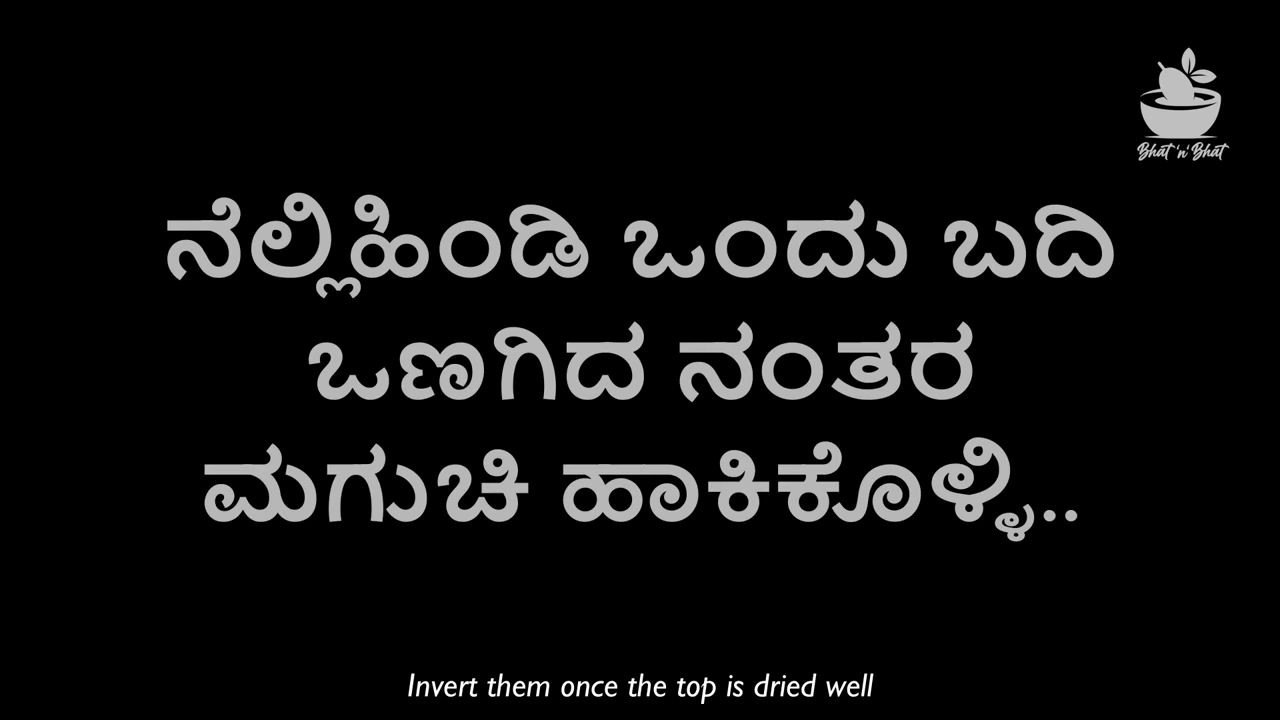 Bhat 'n' Bhat
ನೆಲ್ಲಿಹಿಂಡಿ ಒಂದು ಬದಿ
ಒಣಗಿದ ನಂತರ
ಮಗುಚಿ ಹಾಕಿಕೊಳ್ಳಿ..
Invert them once the top is dried well